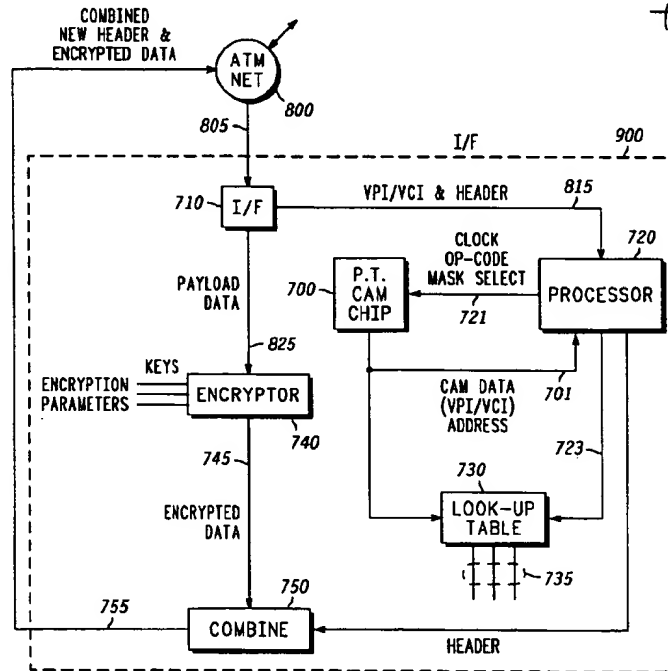 COMBINED
NEW HEADER &
ENCRYPTED DATA
ATM
NET
800
805
I/F
900
710
I/F
VPI/VCI & HEADER
815
CLOCK
OP-CODE
MASK SELECT
720
700
P.T.
CAM
CHIP
PROCESSOR
721
PAYLOAD
DATA
825
KEYS
ENCRYPTION
PARAMETERS
ENCRYPTOR
740
CAM DATA
(VPI/VCI)
ADDRESS
701
723
745
730
LOOK-UP
TABLE
ENCRYPTED
DATA
735
750
755
COMBINE
HEADER